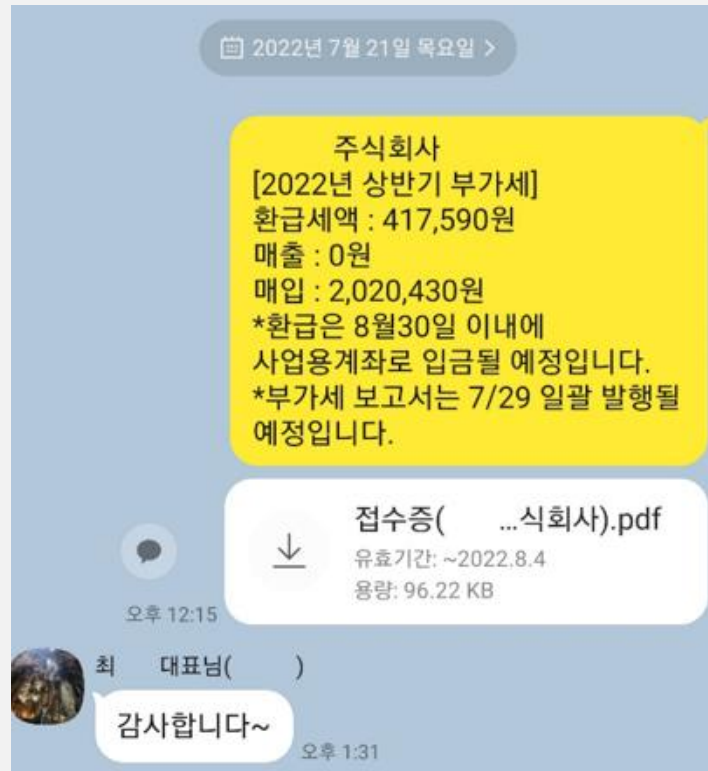 2022년 7월 21일 목요일 >
주식회사
[2022년 상반기 부가세]
환급세액 : 417,590원
매출 : 0원
매입 : 2,020,430원
*환급은 8월30일 이내에
사업용계좌로 입금될 예정입니다.
*부가세 보고서는 7/29 일괄 발행될
예정입니다.
접수증( ...식회사).pdf
유효기간: ~2022.8.4
용량: 96.22 KB
오후 12:15
최 대표님( )
감사합니다~
오후 1:31